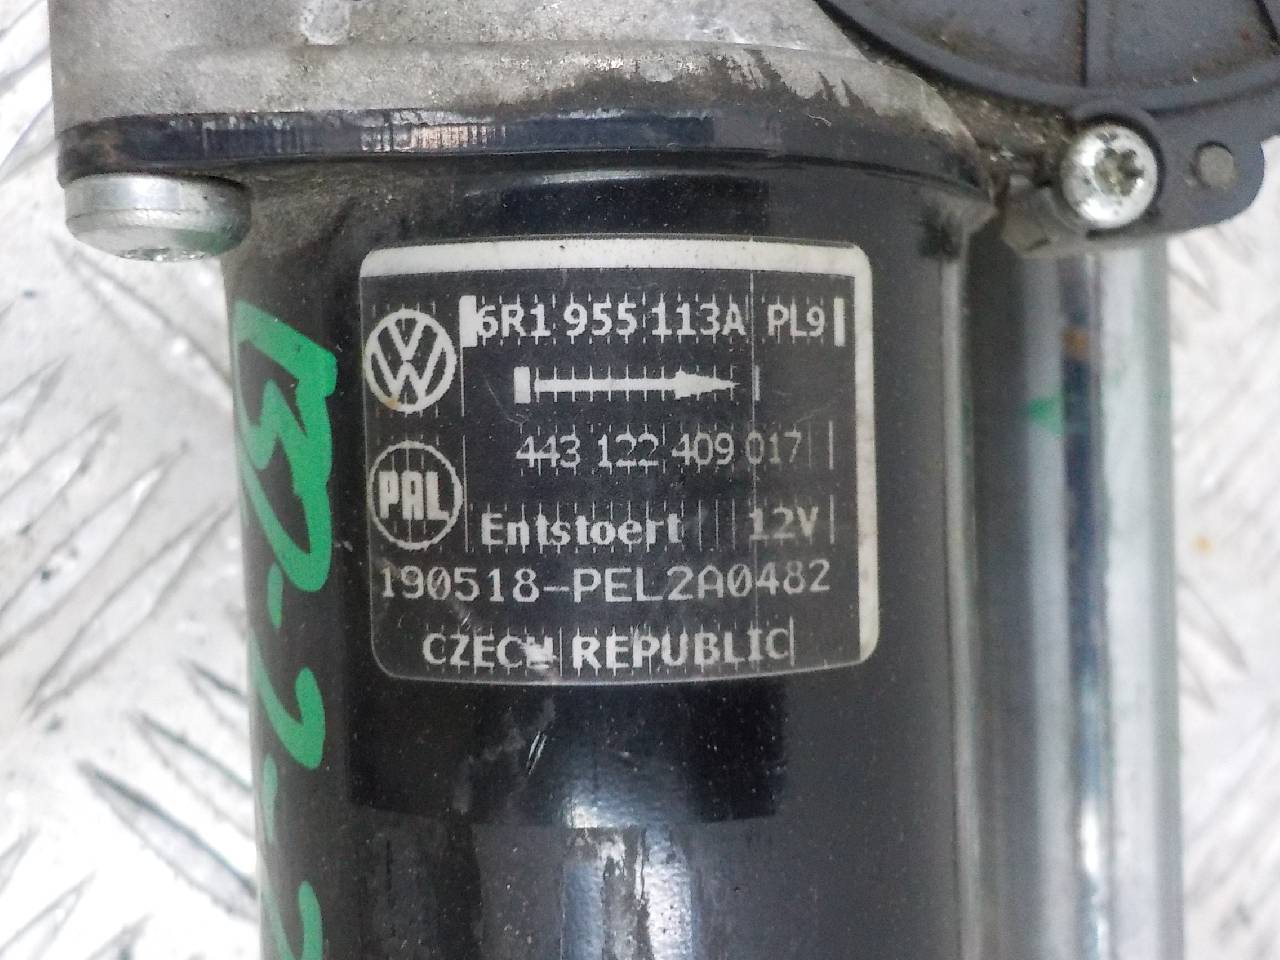 6R1 955 113A PL9
443 122 409 017
PAL
Entstoert 12V
190518-PEL2A0482
CZECH REPUBLIC